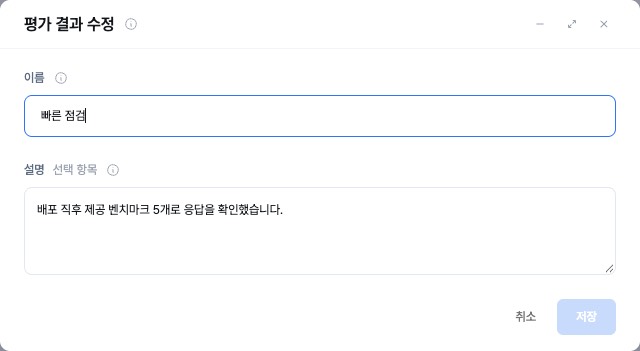 평가 결과 수정
이름
빠른 점검
설명 선택 항목
배포 직후 제공 벤치마크 5개로 응답을 확인했습니다.
취소 저장